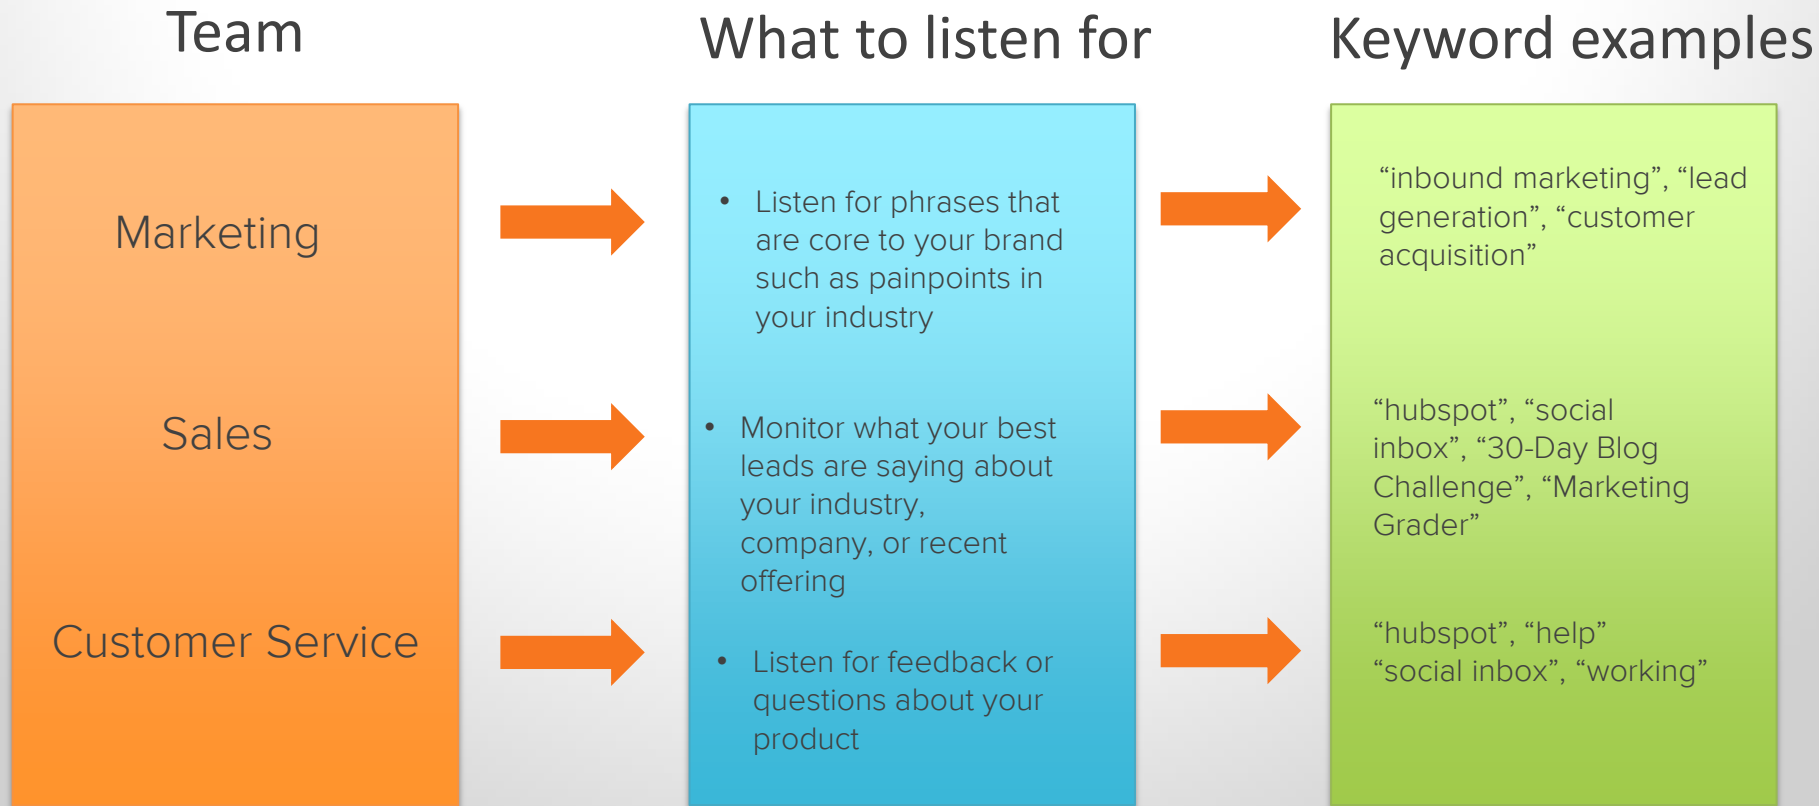 Team
What to listen for
Keyword examples
Marketing
• Listen for phrases that
are core to your brand
such as painpoints in
your industry
“inbound marketing”, “lead
generation”, “customer
acquisition”
Sales
• Monitor what your best
leads are saying about
your industry,
company, or recent
offering
“hubspot”, “social
inbox”, “30-Day Blog
Challenge”, “Marketing
Grader”
Customer Service
• Listen for feedback or
questions about your
product
“hubspot”, “help”
“social inbox”, “working”